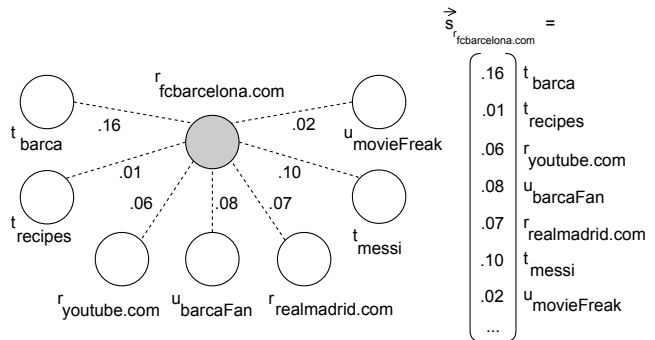 s⃗ r fcbarcelona.com =
r fcbarcelona.com
.16 t barca
.01 t recipes
.06 r youtube.com
.08 u barcaFan
.07 r realmadrid.com
.10 t messi
.02 u movieFreak
...
t barca
.16
.02
u movieFreak
.01
.10
t recipes
.06
.08
.07
t messi
r youtube.com
u barcaFan
r realmadrid.com